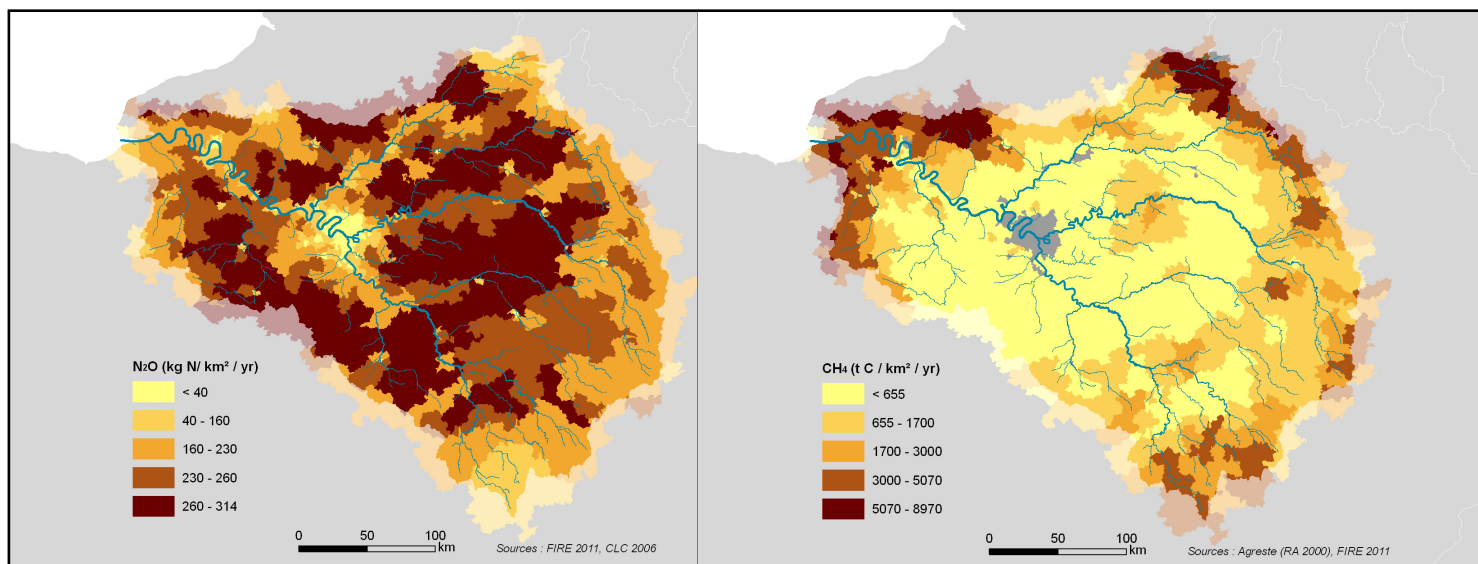 N₂O (kg N/ km² / yr)
< 40
40 - 160
160 - 230
230 - 260
260 - 314
0 50 100
km
Sources : FIRE 2011, CLC 2006
CH₄ (t C / km² / yr)
< 655
655 - 1700
1700 - 3000
3000 - 5070
5070 - 8970
0 50 100
km
Sources : Agreste (RA 2000), FIRE 2011